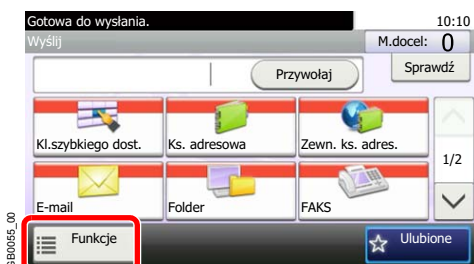 Gotowa do wysłania. 10:10
Wyślij M.docel: 0
Przywołaj Sprawdź
Kl.szybkiego dost. Ks. adresowa Zewn. ks. adres.
1/2
E-mail Folder FAKS
Funkcje Ulubione
GB0055_00